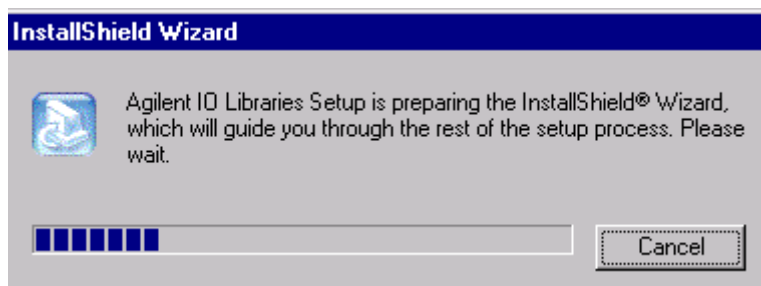 InstallShield Wizard
Agilent IO Libraries Setup is preparing the InstallShield® Wizard,
which will guide you through the rest of the setup process. Please
wait.
Cancel